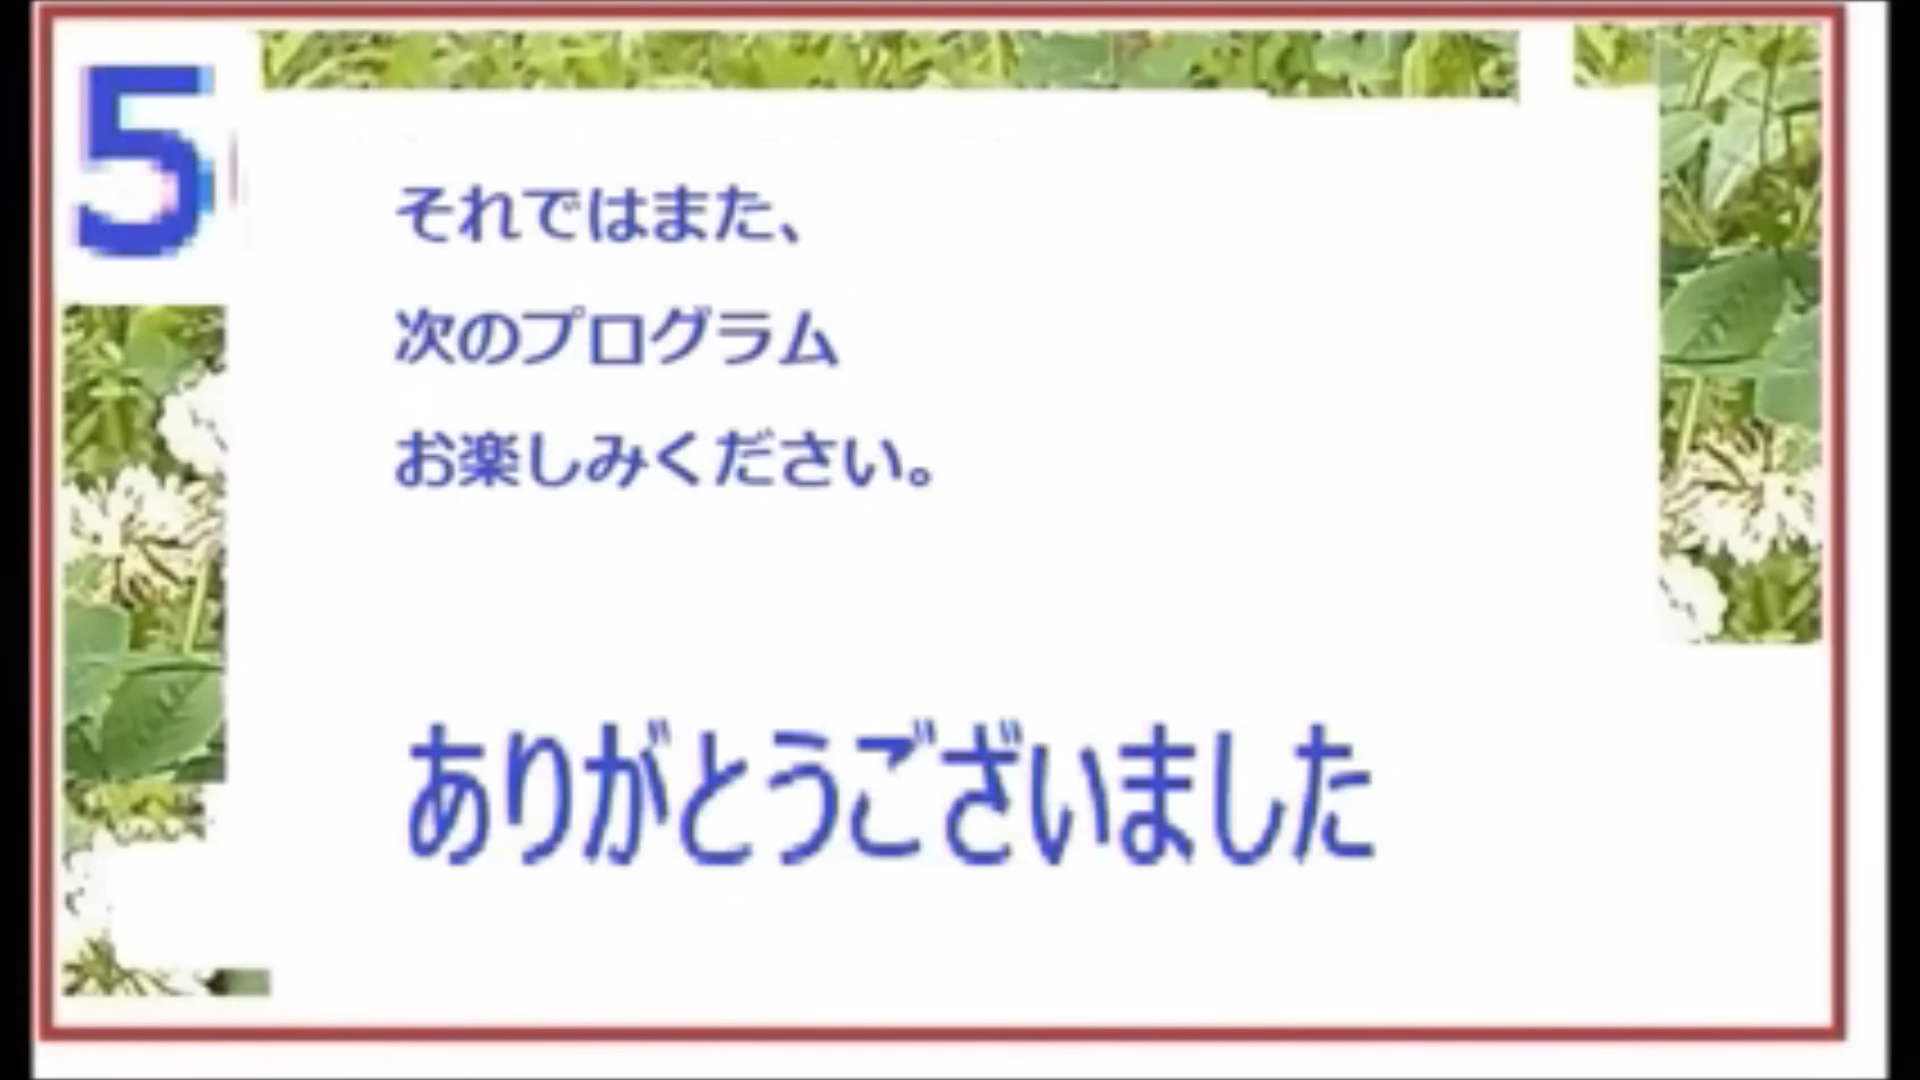 5
それではまた、
次のプログラム
お楽しみください。
ありがとうございました